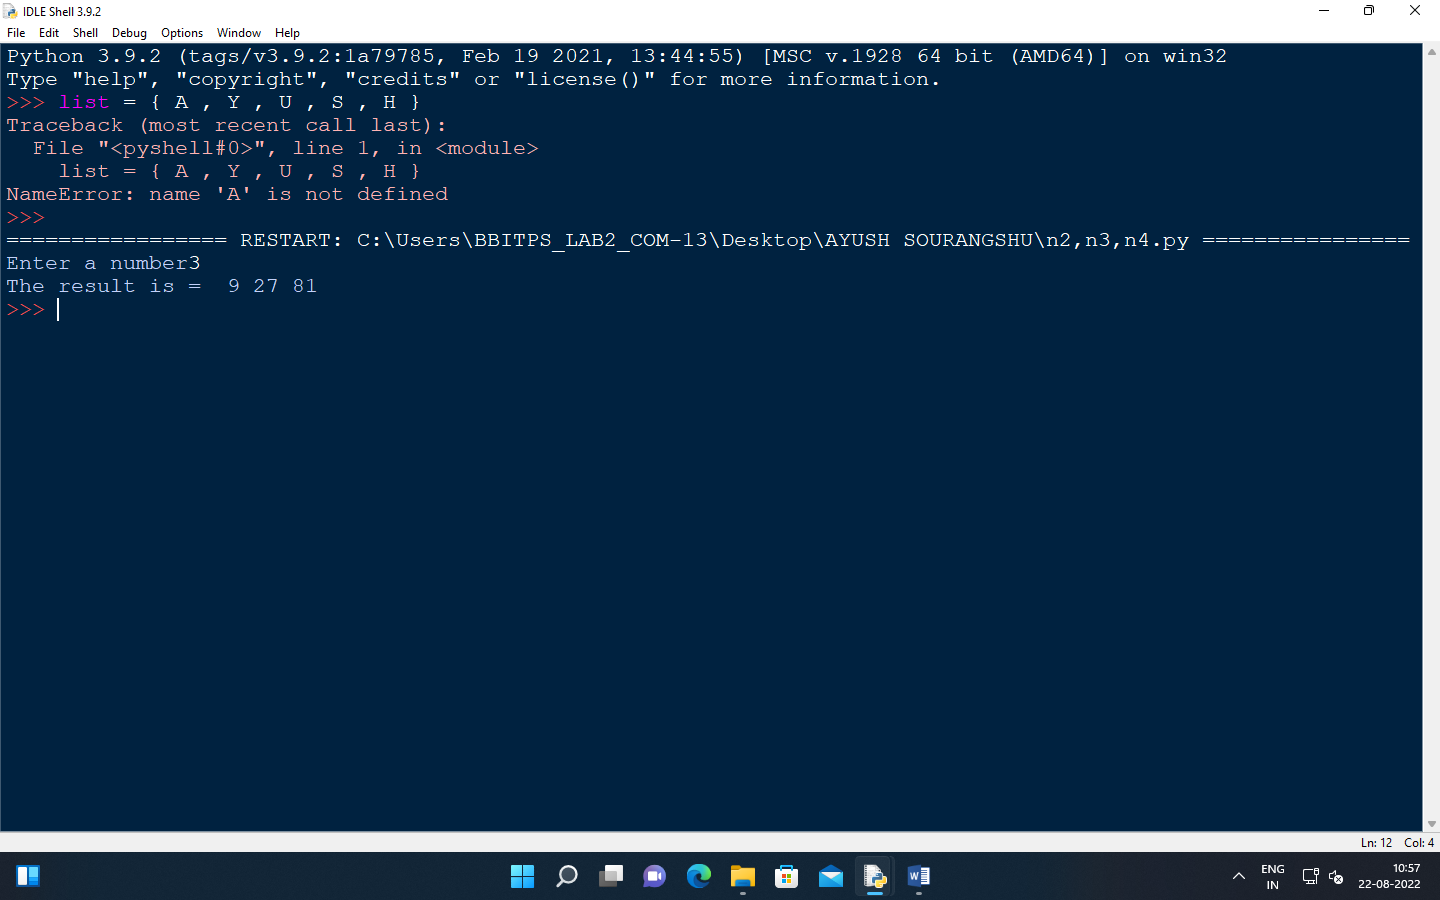 IDLE Shell 3.9.2
File Edit Shell Debug Options Window Help
Python 3.9.2 (tags/v3.9.2:1a79785, Feb 19 2021, 13:44:55) [MSC v.1928 64 bit (AMD64)] on win32
Type "help", "copyright", "credits" or "license()" for more information.
>>> list = { A , Y , U , S , H }
Traceback (most recent call last):
  File "<pyshell#0>", line 1, in <module>
    list = { A , Y , U , S , H }
NameError: name 'A' is not defined
>>>
================= RESTART: C:\Users\BBITPS_LAB2_COM-13\Desktop\AYUSH SOURANGSHU\n2,n3,n4.py ================
Enter a number3
The result is =  9 27 81
>>>
Ln: 12 Col: 4
W
ENG
IN
10:57
22-08-2022